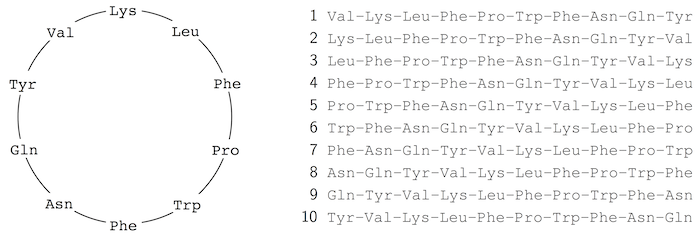 Lys
Val
Leu
Tyr
Phe
Gln
Pro
Asn
Trp
Phe
1 Val-Lys-Leu-Phe-Pro-Trp-Phe-Asn-Gln-Tyr
2 Lys-Leu-Phe-Pro-Trp-Phe-Asn-Gln-Tyr-Val
3 Leu-Phe-Pro-Trp-Phe-Asn-Gln-Tyr-Val-Lys
4 Phe-Pro-Trp-Phe-Asn-Gln-Tyr-Val-Lys-Leu
5 Pro-Trp-Phe-Asn-Gln-Tyr-Val-Lys-Leu-Phe
6 Trp-Phe-Asn-Gln-Tyr-Val-Lys-Leu-Phe-Pro
7 Phe-Asn-Gln-Tyr-Val-Lys-Leu-Phe-Pro-Trp
8 Asn-Gln-Tyr-Val-Lys-Leu-Phe-Pro-Trp-Phe
9 Gln-Tyr-Val-Lys-Leu-Phe-Pro-Trp-Phe-Asn
10 Tyr-Val-Lys-Leu-Phe-Pro-Trp-Phe-Asn-Gln